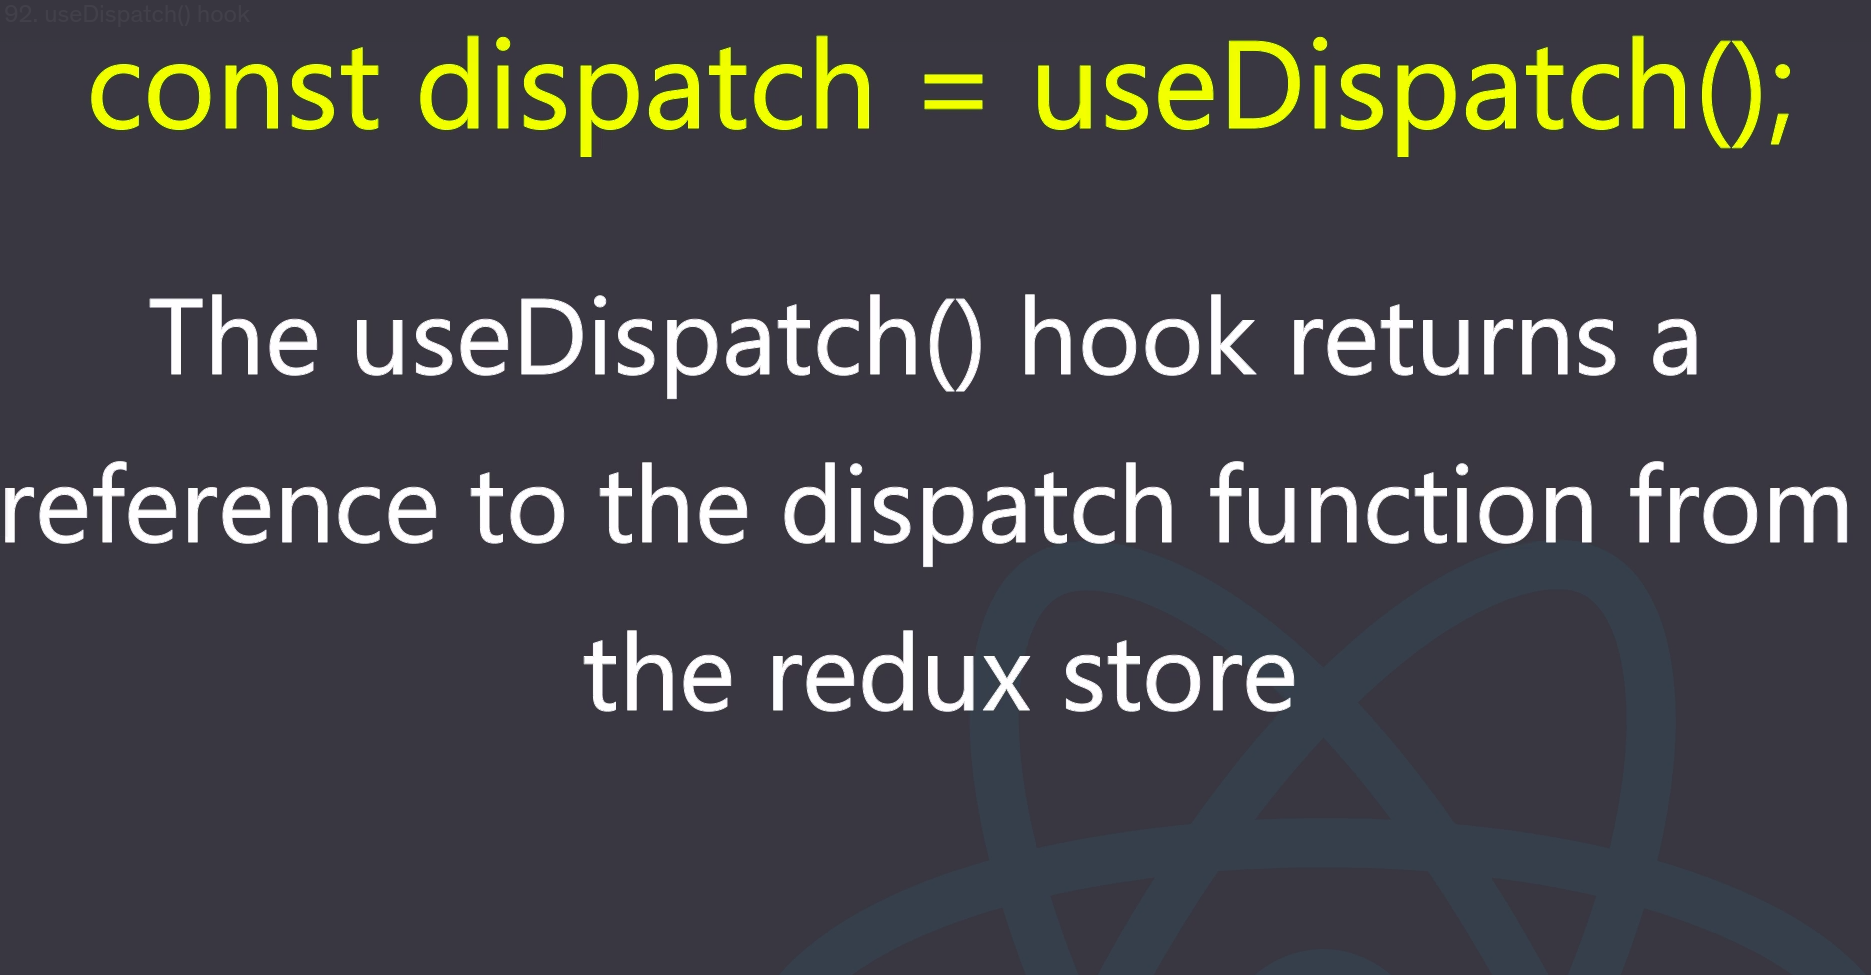 92. useDispatch() hook
const dispatch = useDispatch();
The useDispatch() hook returns a
reference to the dispatch function from
the redux store